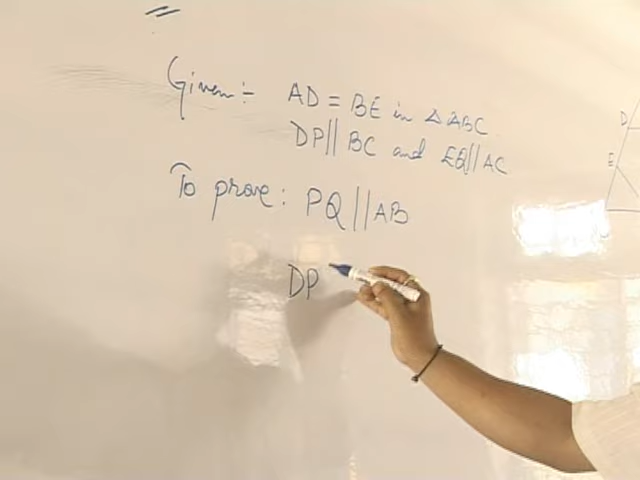 Given:- AD = BE in △ABC
DP || BC and EQ || AC
To prove: PQ || AB
DP
D
E